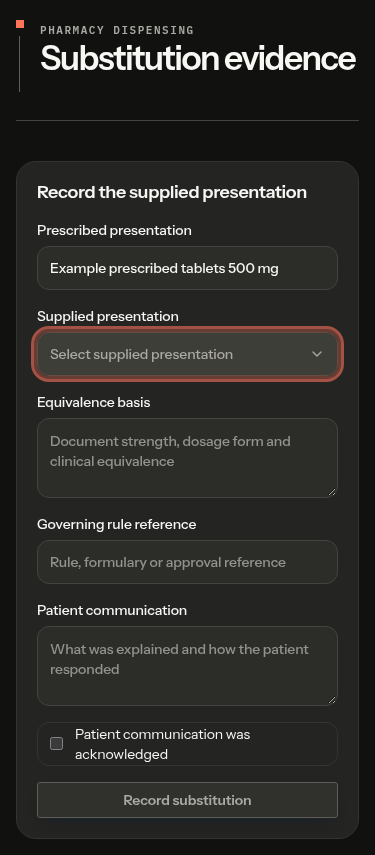 PHARMACY DISPENSING
Substitution evidence
Record the supplied presentation
Prescribed presentation
Example prescribed tablets 500 mg
Supplied presentation
Select supplied presentation
Equivalence basis
Document strength, dosage form and
clinical equivalence
Governing rule reference
Rule, formulary or approval reference
Patient communication
What was explained and how the patient
responded
Patient communication was
acknowledged
Record substitution